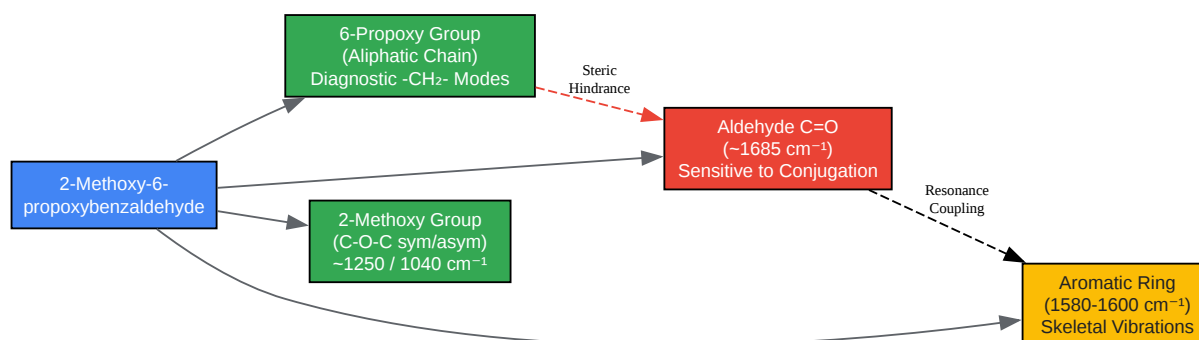 6-Propoxy Group
(Aliphatic Chain)
Diagnostic -CH₂- Modes
Steric
Hindrance
Aldehyde C=O
(~1685 cm⁻¹)
Sensitive to Conjugation
2-Methoxy-6-
propoxybenzaldehyde
Resonance
Coupling
2-Methoxy Group
(C-O-C sym/asym)
~1250 / 1040 cm⁻¹
Aromatic Ring
(1580-1600 cm⁻¹)
Skeletal Vibrations